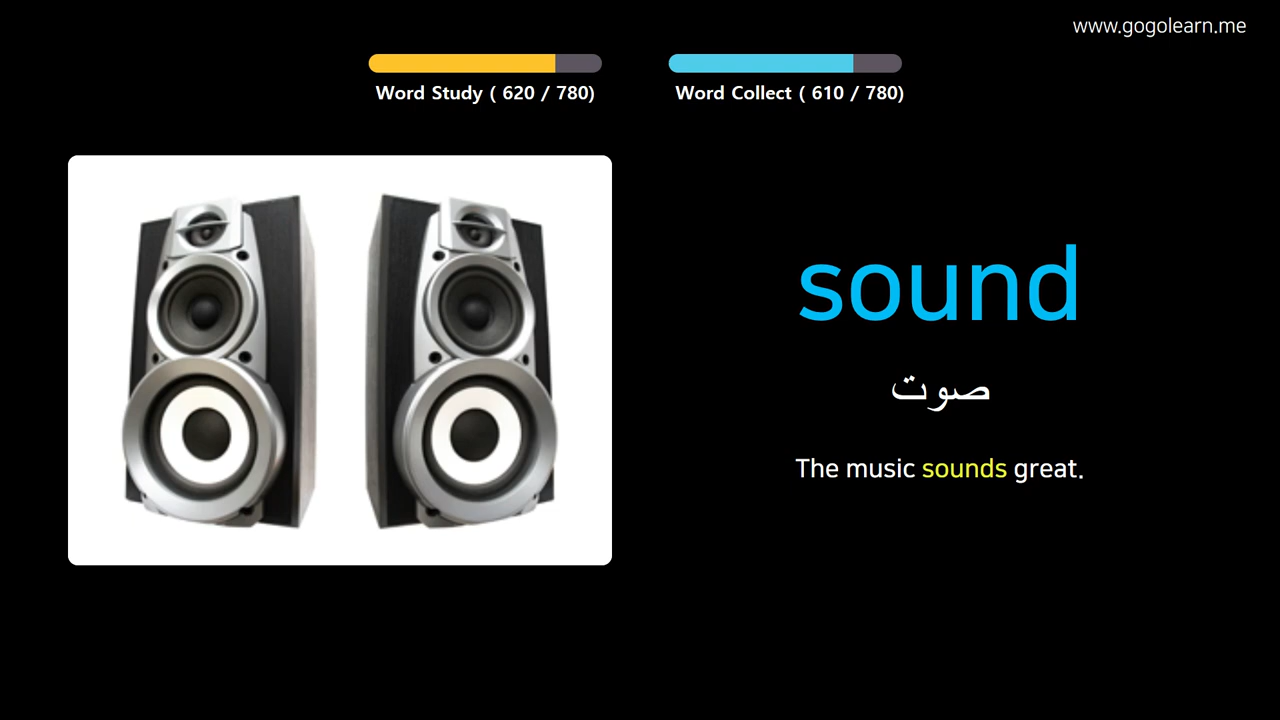 www.gogolearn.me
Word Study ( 620 / 780)
Word Collect ( 610 / 780)
sound
صوت
The music sounds great.